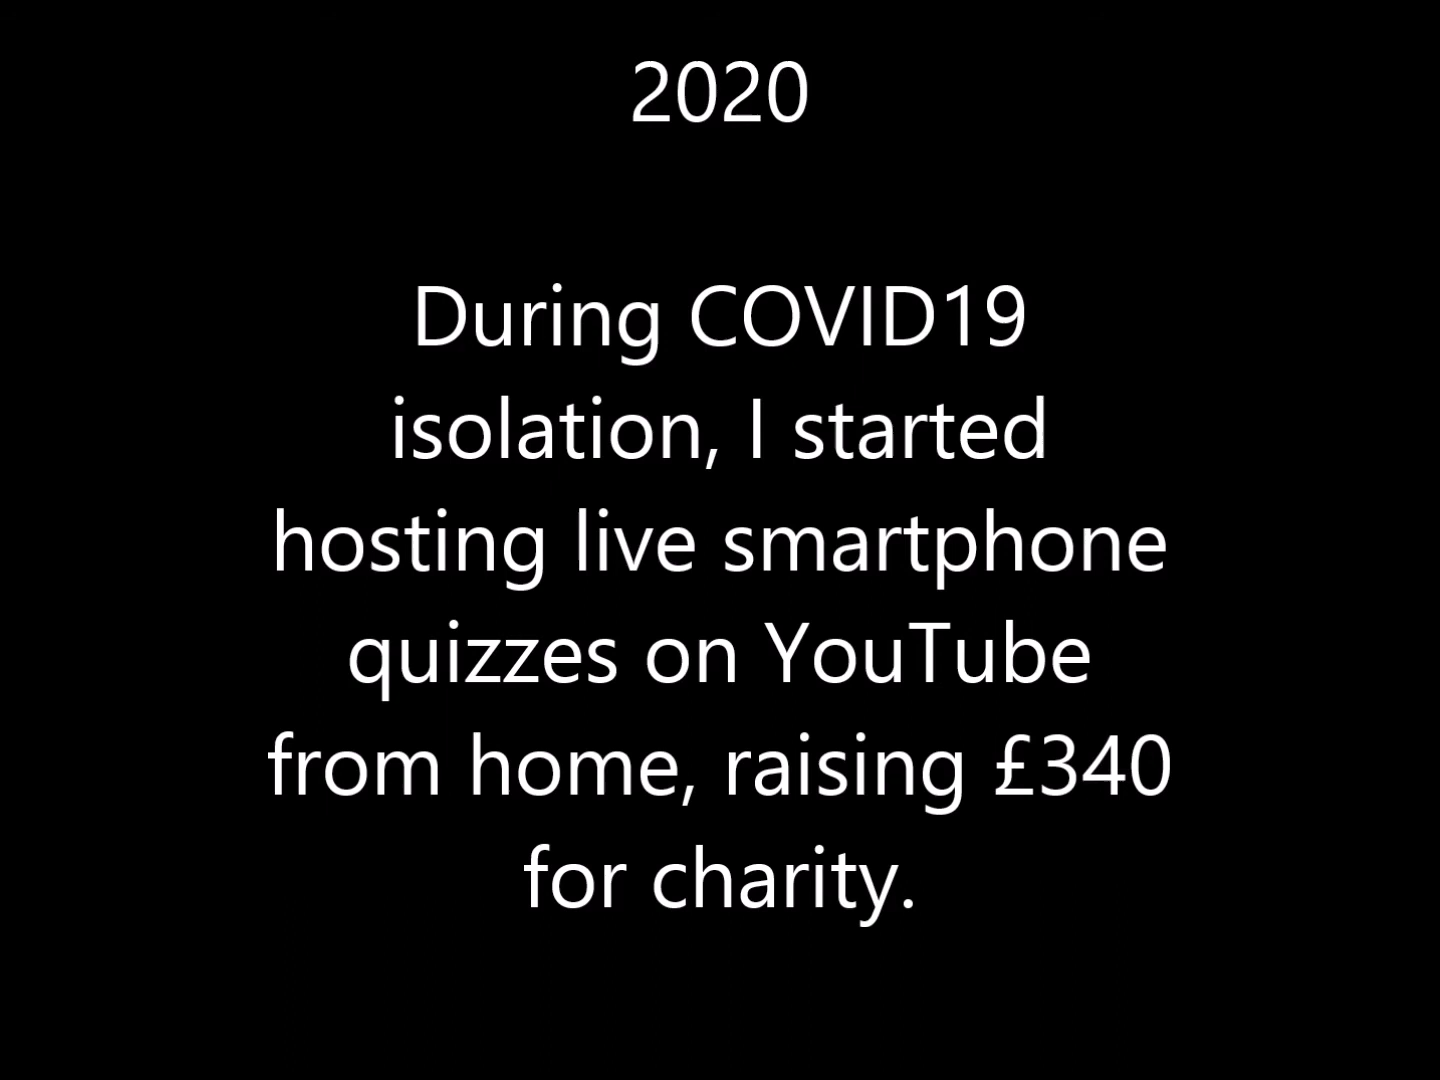 2020
During COVID19
isolation, I started
hosting live smartphone
quizzes on YouTube
from home, raising £340
for charity.